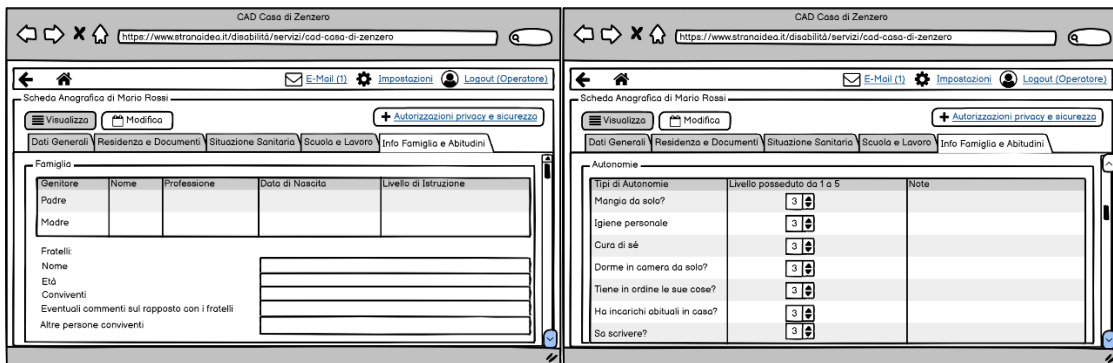 CAD Casa di Zenzero
https://www.stranaidea.it/disabilità/servizi/cad-casa-di-zenzero
E-Mail (1) Impostazioni Logout (Operatore)
Scheda Anagrafica di Mario Rossi
Visualizza Modifica + Autorizzazioni privacy e sicurezza
Dati Generali Residenza e Documenti Situazione Sanitaria Scuola e Lavoro Info Famiglia e Abitudini
Famiglia
Genitore Nome Professione Data di Nascita Livello di Istruzione
Padre
Madre
Fratelli:
Nome
Età
Conviventi
Eventuali commenti sul rapporto con i fratelli
Altre persone conviventi
CAD Casa di Zenzero
https://www.stranaidea.it/disabilità/servizi/cad-casa-di-zenzero
E-Mail (1) Impostazioni Logout (Operatore)
Scheda Anagrafica di Mario Rossi
Visualizza Modifica + Autorizzazioni privacy e sicurezza
Dati Generali Residenza e Documenti Situazione Sanitaria Scuola e Lavoro Info Famiglia e Abitudini
Autonomie
Tipi di Autonomie Livello posseduto da 1 a 5 Note
Mangia da solo? 3
Igiene personale 3
Cura di sé 3
Dorme in camera da solo? 3
Tiene in ordine le sue cose? 3
Ha incarichi abituali in casa? 3
Sa scrivere? 3